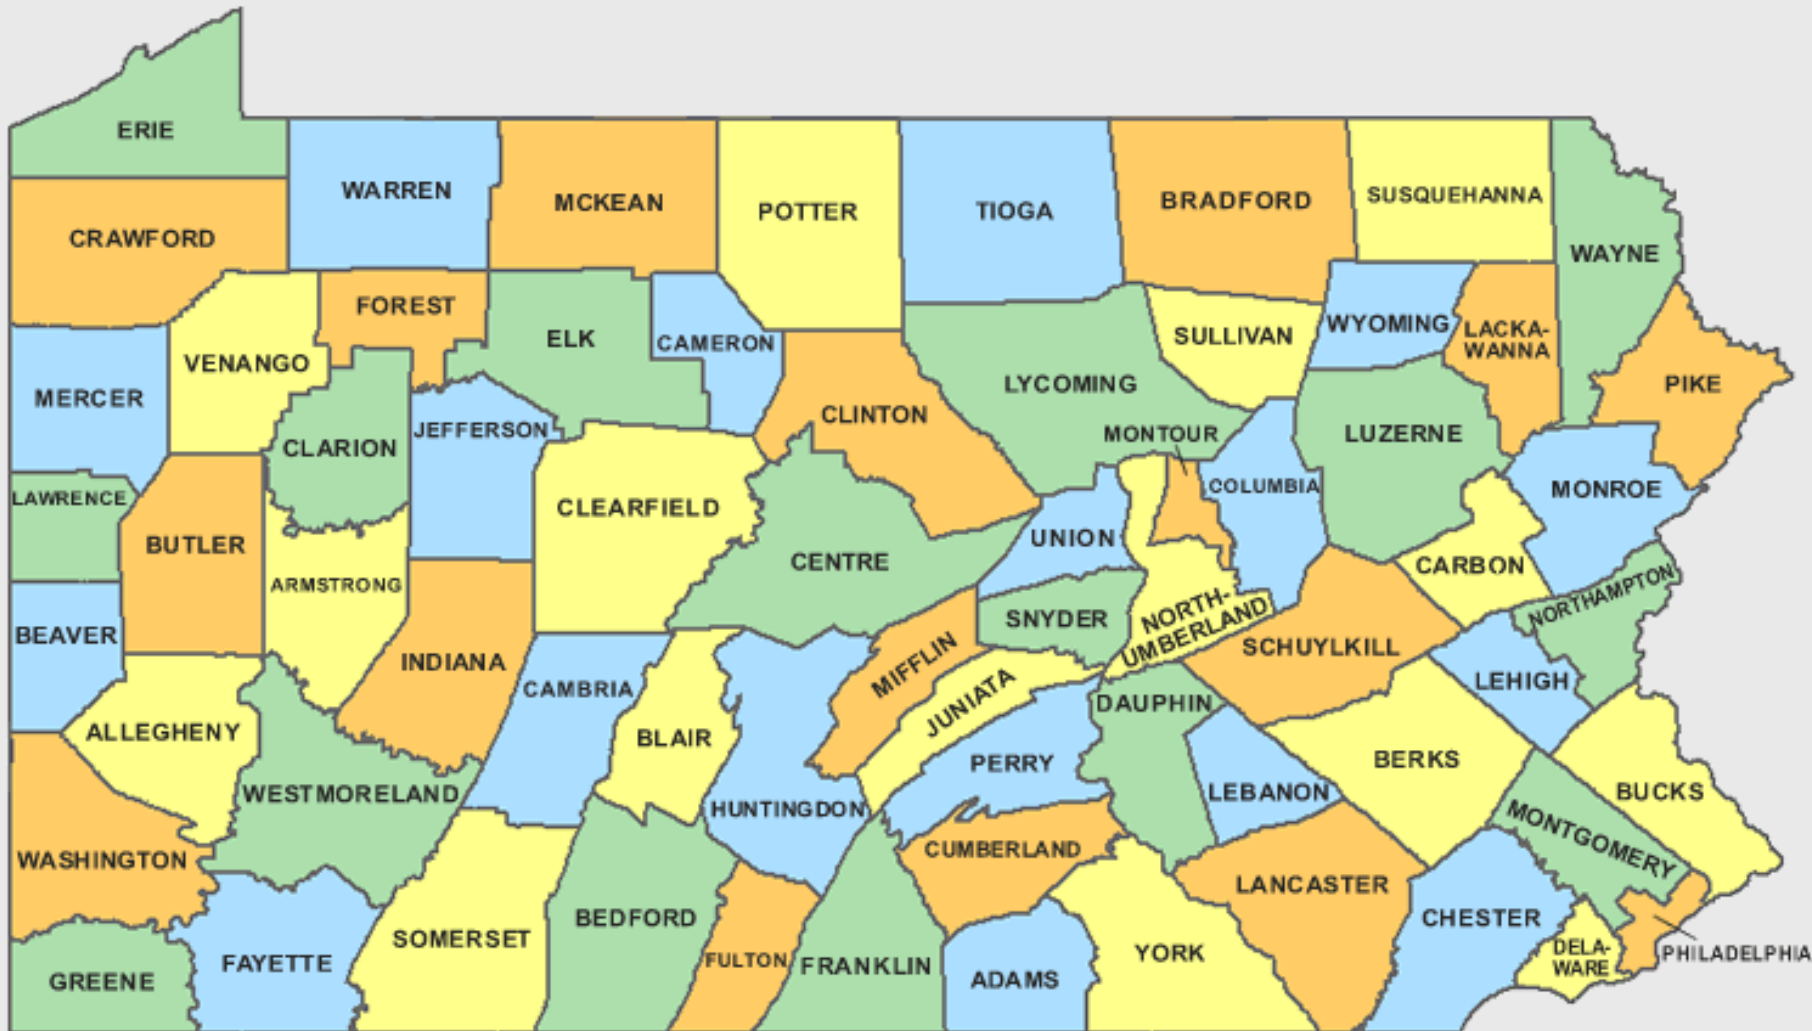 ERIE
WARREN
MCKEAN
POTTER
TIOGA
BRADFORD
SUSQUEHANNA
WAYNE
CRAWFORD
FOREST
ELK
CAMERON
SULLIVAN
WYOMING
LACKA-
WANNA
PIKE
MERCER
VENANGO
CLARION
JEFFERSON
CLINTON
LYCOMING
MONTOUR
COLUMBIA
LUZERNE
MONROE
LAWRENCE
BUTLER
ARMSTRONG
CLEARFIELD
CENTRE
UNION
CARBON
NORTHAMPTON
BEAVER
INDIANA
CAMBRIA
SNYDER
NORTH-
UMBERLAND
SCHUYLKILL
LEHIGH
MIFFLIN
JUNIATA
DAUPHIN
ALLEGHENY
WESTMORELAND
BLAIR
HUNTINGDON
PERRY
LEBANON
BERKS
BUCKS
MONTGOMERY
WASHINGTON
CUMBERLAND
LANCASTER
CHESTER
GREENE
FAYETTE
SOMERSET
BEDFORD
FULTON
FRANKLIN
ADAMS
YORK
DELA-
WARE
PHILADELPHIA